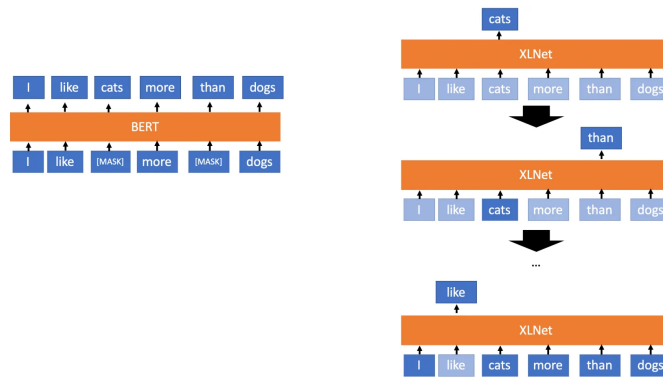 I like cats more than dogs
BERT
I like [MASK] more [MASK] dogs
cats
XLNet
I like cats more than dogs
than
XLNet
I like cats more than dogs
...
like
XLNet
I like cats more than dogs